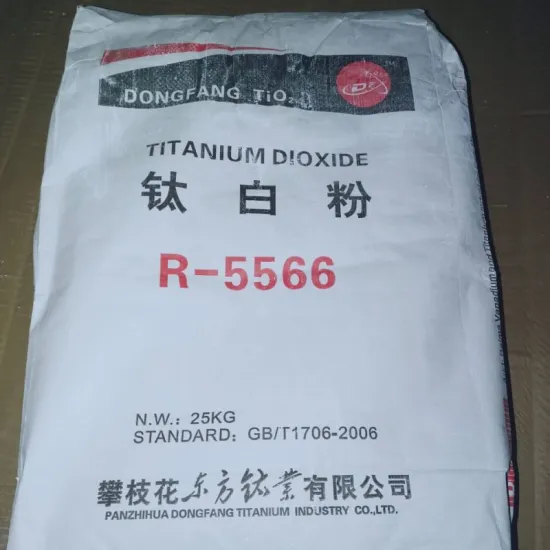 DONGFANG TiO₂
TITANIUM DIOXIDE
钛白粉
R-5566
N.W.: 25KG
STANDARD: GB/T1706-2006
攀枝花东方钛业有限公司
PANZHIHUA DONGFANG TITANIUM INDUSTRY CO.,LTD.